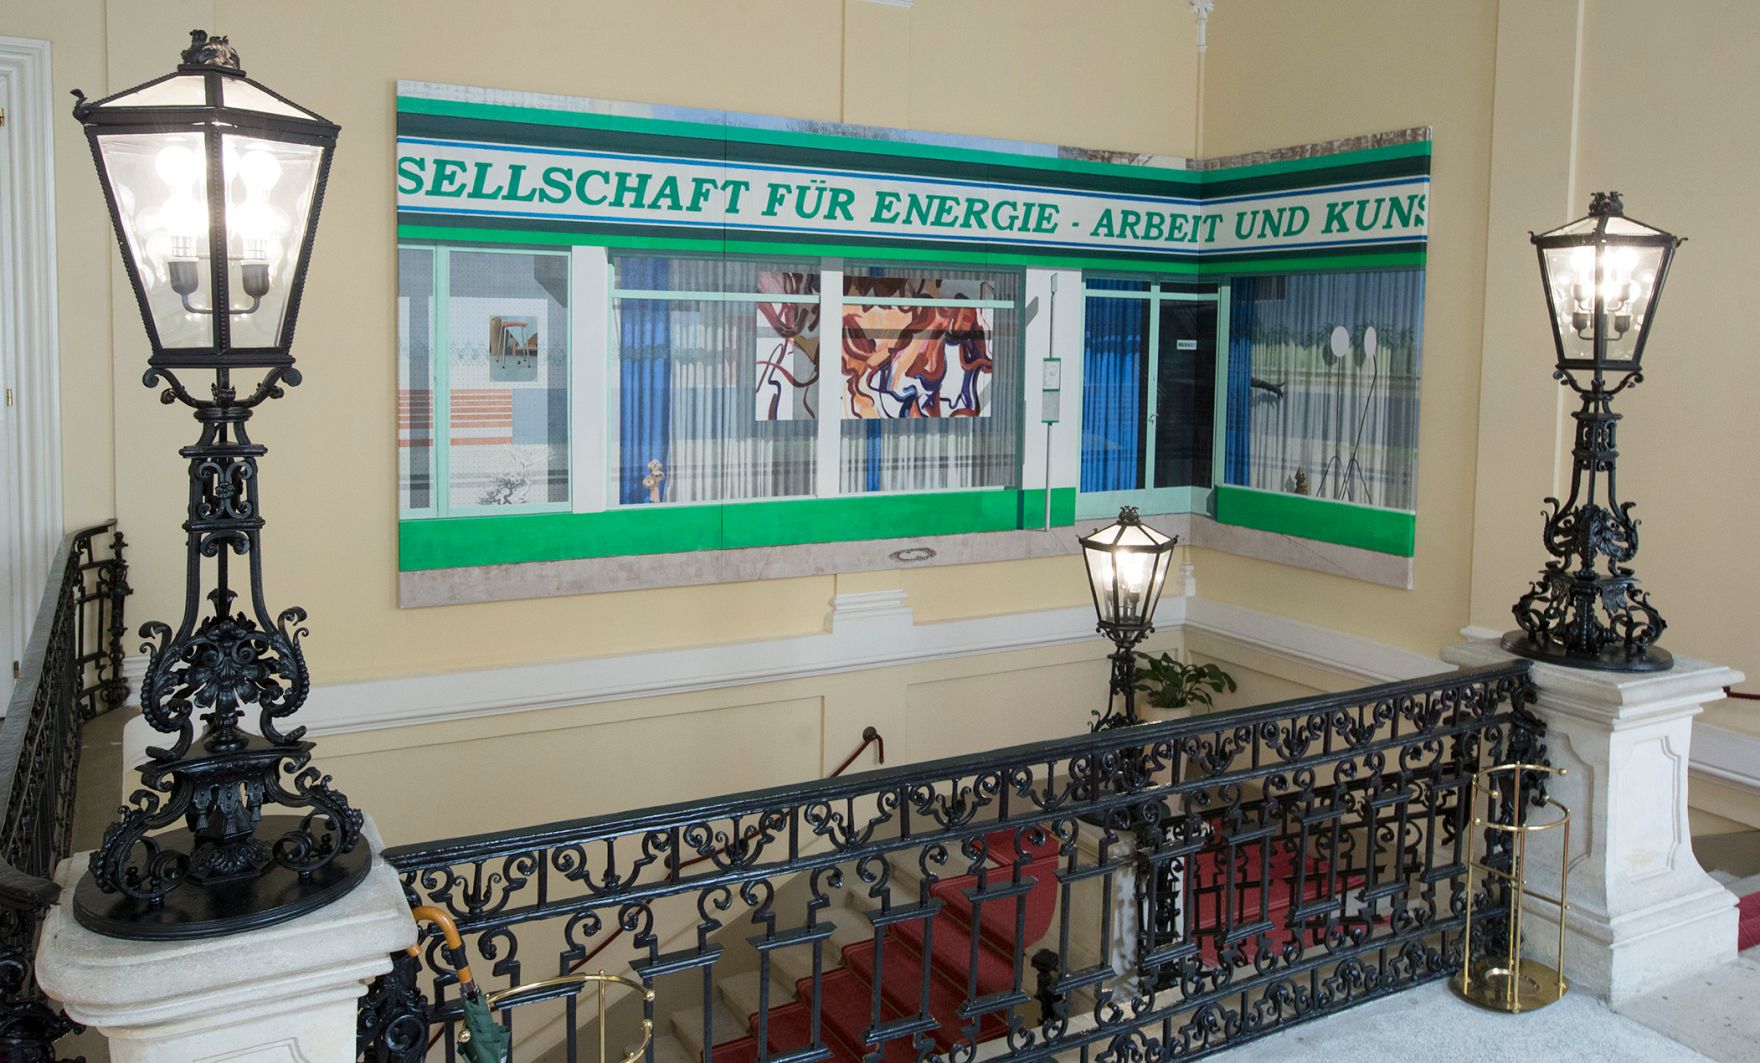 SELLSCHAFT FÜR ENERGIE - ARBEIT UND KUNS